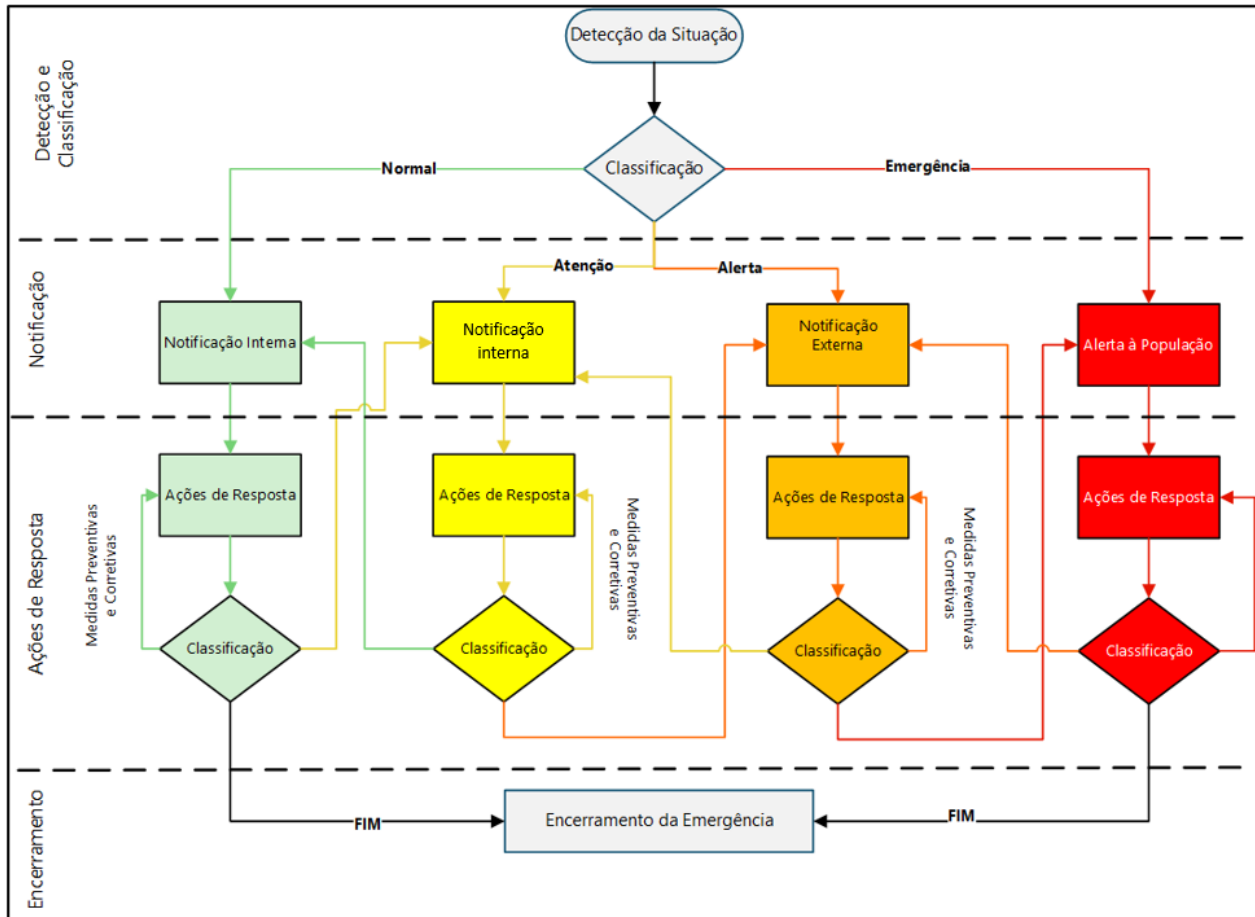 Detecção da Situação
Detecção e
Classificação
Classificação
Normal
Emergência
Notificação
Atenção
Alerta
Notificação Interna
Notificação
interna
Notificação
Externa
Alerta à População
Ações de Resposta
Ações de Resposta
Ações de Resposta
Ações de Resposta
Ações de Resposta
Medidas Preventivas
e Corretivas
Medidas Preventivas
e Corretivas
Medidas Preventivas
e Corretivas
Classificação
Classificação
Classificação
Classificação
Encerramento
FIM
Encerramento da Emergência
FIM